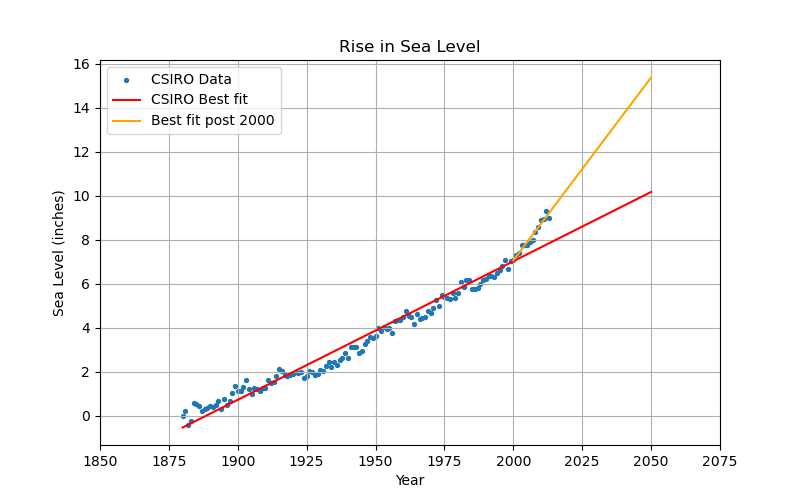 Rise in Sea Level
CSIRO Data
CSIRO Best fit
Best fit post 2000
Sea Level (inches)
16
14
12
10
8
6
4
2
0
1850 1875 1900 1925 1950 1975 2000 2025 2050 2075
Year